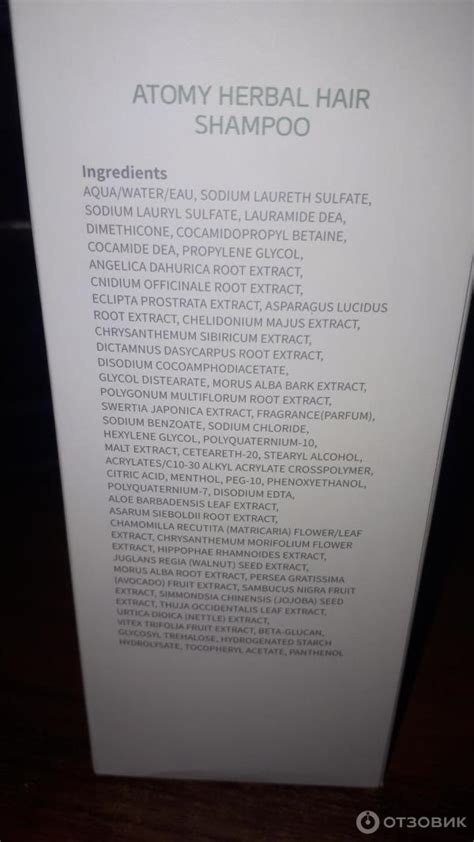 ATOMY HERBAL HAIR
SHAMPOO
Ingredients
AQUA/WATER/EAU, SODIUM LAURETH SULFATE,
SODIUM LAURYL SULFATE, LAURAMIDE DEA,
DIMETHICONE, COCAMIDOPROPYL BETAINE,
COCAMIDE DEA, PROPYLENE GLYCOL,
ANGELICA DAHURICA ROOT EXTRACT,
CNIDIUM OFFICINALE ROOT EXTRACT,
ECLIPTA PROSTRATA EXTRACT, ASPARAGUS LUCIDUS
ROOT EXTRACT, CHELIDONIUM MAJUS EXTRACT,
CHRYSANTHEMUM SIBIRICUM EXTRACT,
DICTAMNUS DASYCARPUS ROOT EXTRACT,
DISODIUM COCOAMPHODIACETATE,
GLYCOL DISTEARATE, MORUS ALBA BARK EXTRACT,
POLYGONUM MULTIFLORUM ROOT EXTRACT,
SWERTIA JAPONICA EXTRACT, FRAGRANCE(PARFUM),
SODIUM BENZOATE, SODIUM CHLORIDE,
HEXYLENE GLYCOL, POLYQUATERNIUM-10,
MALT EXTRACT, CETEARETH-20, STEARYL ALCOHOL,
ACRYLATES/C10-30 ALKYL ACRYLATE CROSSPOLYMER,
CITRIC ACID, MENTHOL, PEG-10, PHENOXYETHANOL,
POLYQUATERNIUM-7, DISODIUM EDTA,
ALOE BARBADENSIS LEAF EXTRACT,
ASARUM SIEBOLDII ROOT EXTRACT,
CHAMOMILLA RECUTITA (MATRICARIA) FLOWER/LEAF
EXTRACT, CHRYSANTHEMUM MORIFOLIUM FLOWER
EXTRACT, HIPPOPHAE RHAMNOIDES EXTRACT,
JUGLANS REGIA (WALNUT) SEED EXTRACT,
MORUS ALBA ROOT EXTRACT, PERSEA GRATISSIMA
(AVOCADO) FRUIT EXTRACT, SAMBUCUS NIGRA FRUIT
EXTRACT, SIMMONDSIA CHINENSIS (JOJOBA) SEED
EXTRACT, THUJA OCCIDENTALIS LEAF EXTRACT,
URTICA DIOICA (NETTLE) EXTRACT,
VITEX TRIFOLIA FRUIT EXTRACT, BETA-GLUCAN,
GLYCOSYL TREHALOSE, HYDROGENATED STARCH
HYDROLYSATE, TOCOPHERYL ACETATE, PANTHENOL
ОТЗОВИК